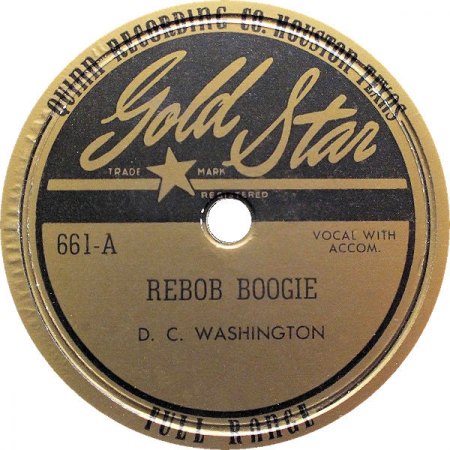 QUINN RECORDING CO. HOUSTON TEXAS
Gold Star
TRADE MARK
REGISTERED
661-A
VOCAL WITH
ACCOM.
REBOB BOOGIE
D. C. WASHINGTON
FULL RANGE